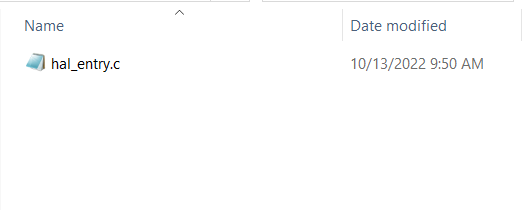 Name Date modified
hal_entry.c 10/13/2022 9:50 AM